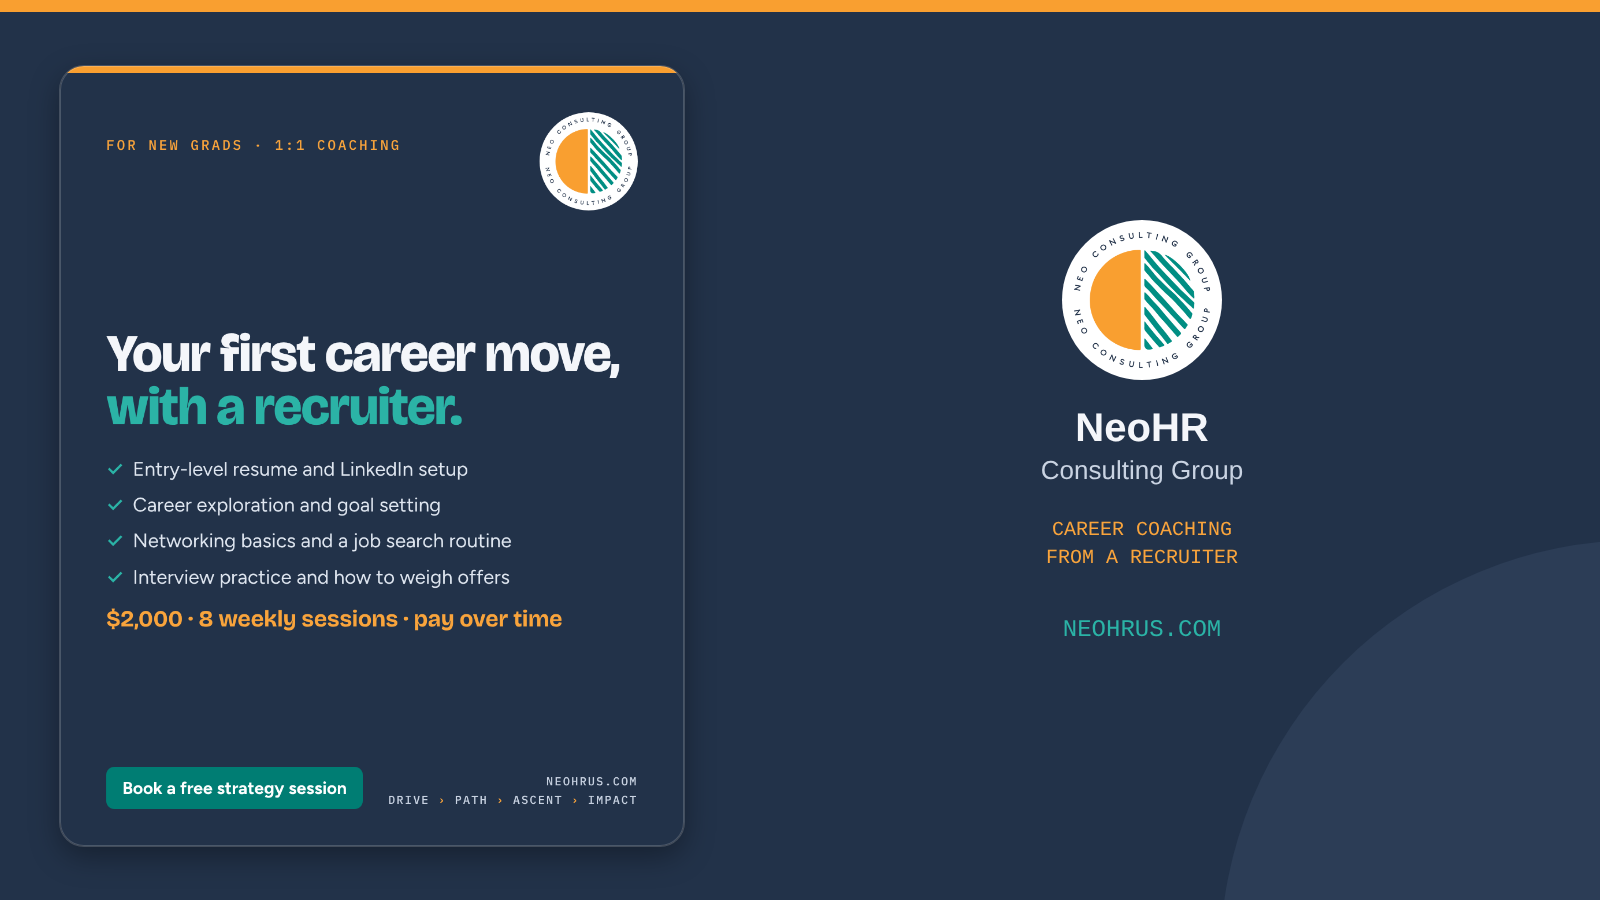 FOR NEW GRADS · 1:1 COACHING
NEO CONSULTING GROUP
NEO CONSULTING GROUP
Your first career move,
with a recruiter.
Entry-level resume and LinkedIn setup
Career exploration and goal setting
Networking basics and a job search routine
Interview practice and how to weigh offers
$2,000 · 8 weekly sessions · pay over time
Book a free strategy session
NEOHRUS.COM
DRIVE › PATH › ASCENT › IMPACT
NEO CONSULTING GROUP
NEO CONSULTING GROUP
NeoHR
Consulting Group
CAREER COACHING
FROM A RECRUITER
NEOHRUS.COM